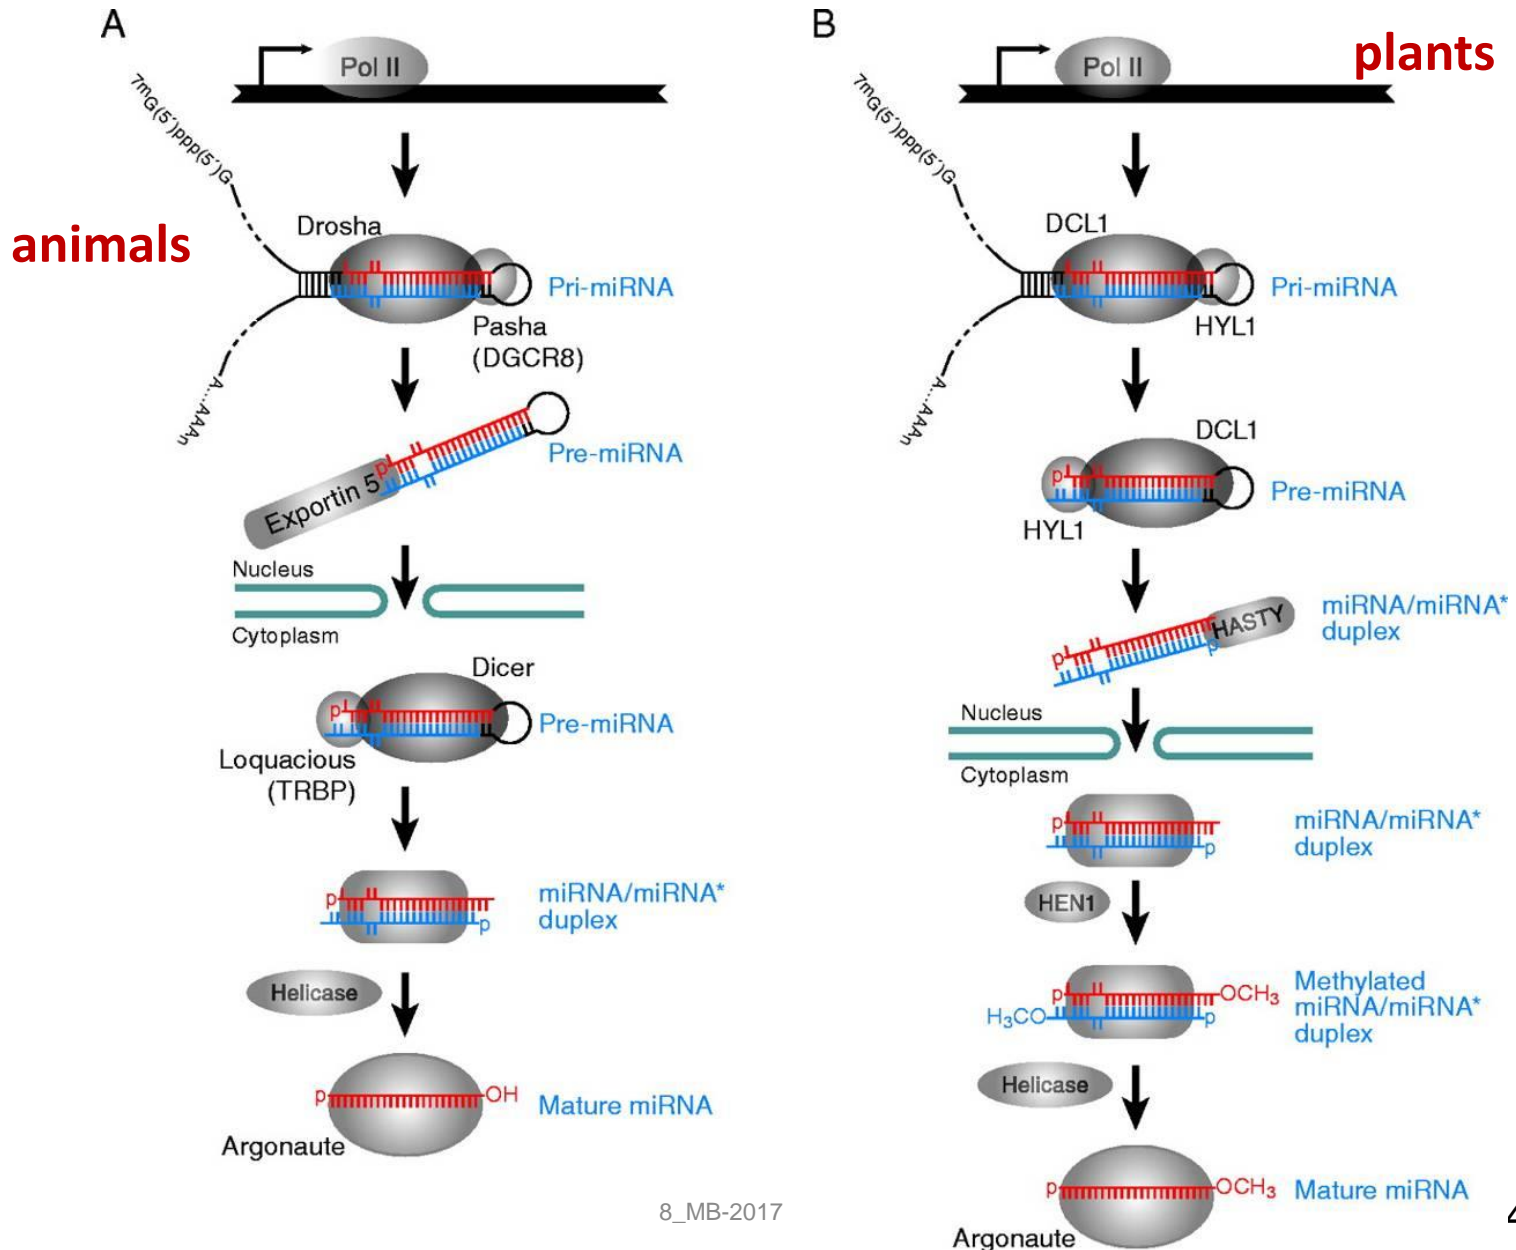 A
Pol II
7mG(5´)ppp(5´)G
animals
Drosha
Pri-miRNA
Pasha
(DGCR8)
A...AAAn
p
Pre-miRNA
Exportin 5
Nucleus
Cytoplasm
Dicer
p
Pre-miRNA
Loquacious
(TRBP)
p
p
miRNA/miRNA*
duplex
Helicase
p
OH
Mature miRNA
Argonaute
B
plants
Pol II
7mG(5´)ppp(5´)G
DCL1
Pri-miRNA
HYL1
A...AAAn
DCL1
p
Pre-miRNA
HYL1
miRNA/miRNA*
duplex
HASTY
p
p
Nucleus
Cytoplasm
p
p
miRNA/miRNA*
duplex
HEN1
p
OCH3
H3CO
p
Methylated
miRNA/miRNA*
duplex
Helicase
p
OCH3
Mature miRNA
Argonaute
8_MB-2017